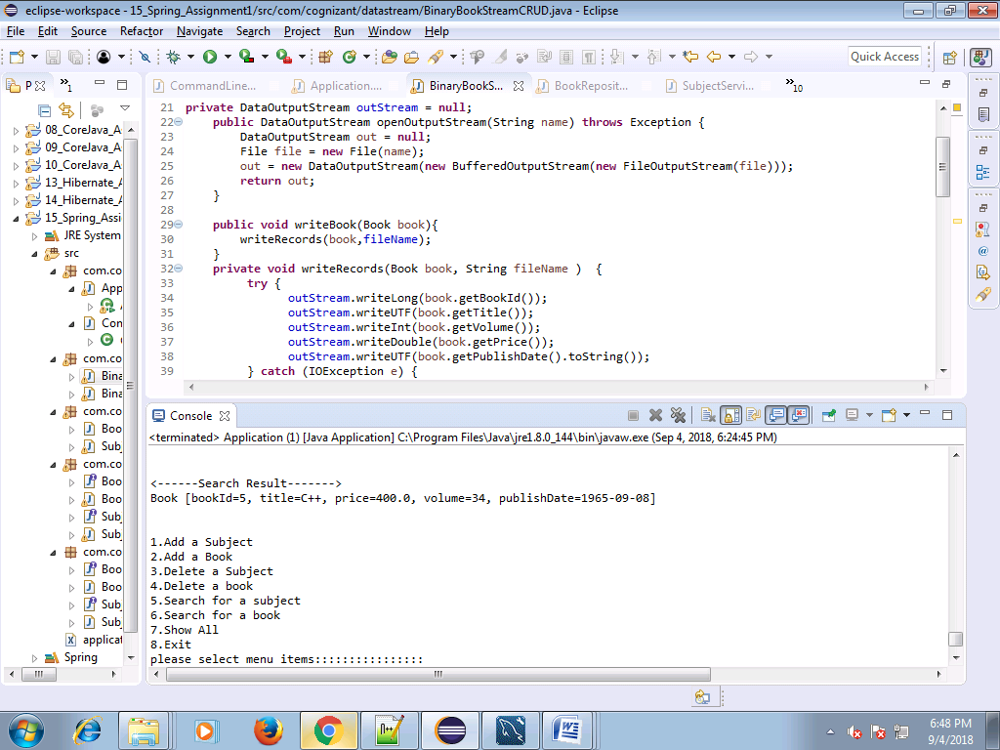 eclipse-workspace - 15_Spring_Assignment1/src/com/cognizant/datastream/BinaryBookStreamCRUD.java - Eclipse
File Edit Source Refactor Navigate Search Project Run Window Help
Quick Access
P
»1
CommandLine...
Application....
BinaryBookS...
BookReposit...
SubjectServi...
»10
08_CoreJava_A
09_CoreJava_A
10_CoreJava_A
13_Hibernate_A
14_Hibernate_A
15_Spring_Assi
JRE System
src
com.co
App
Con
com.co
Bina
Bina
com.co
Boo
Sub
com.co
Boo
Boo
Sub
Sub
com.co
Boo
Boo
Sub
Sub
applicat
Spring
21 private DataOutputStream outStream = null;
22 public DataOutputStream openOutputStream(String name) throws Exception {
23 DataOutputStream out = null;
24 File file = new File(name);
25 out = new DataOutputStream(new BufferedOutputStream(new FileOutputStream(file)));
26 return out;
27 }
28
29 public void writeBook(Book book){
30 writeRecords(book,fileName);
31 }
32 private void writeRecords(Book book, String fileName ) {
33 try {
34 outStream.writeLong(book.getBookId());
35 outStream.writeUTF(book.getTitle());
36 outStream.writeInt(book.getVolume());
37 outStream.writeDouble(book.getPrice());
38 outStream.writeUTF(book.getPublishDate().toString());
39 } catch (IOException e) {
Console
<terminated> Application (1) [Java Application] C:\Program Files\Java\jre1.8.0_144\bin\javaw.exe (Sep 4, 2018, 6:24:45 PM)
<------Search Result------->
Book [bookId=5, title=C++, price=400.0, volume=34, publishDate=1965-09-08]
1.Add a Subject
2.Add a Book
3.Delete a Subject
4.Delete a book
5.Search for a subject
6.Search for a book
7.Show All
8.Exit
please select menu items::::::::::::::::
6:48 PM
9/4/2018